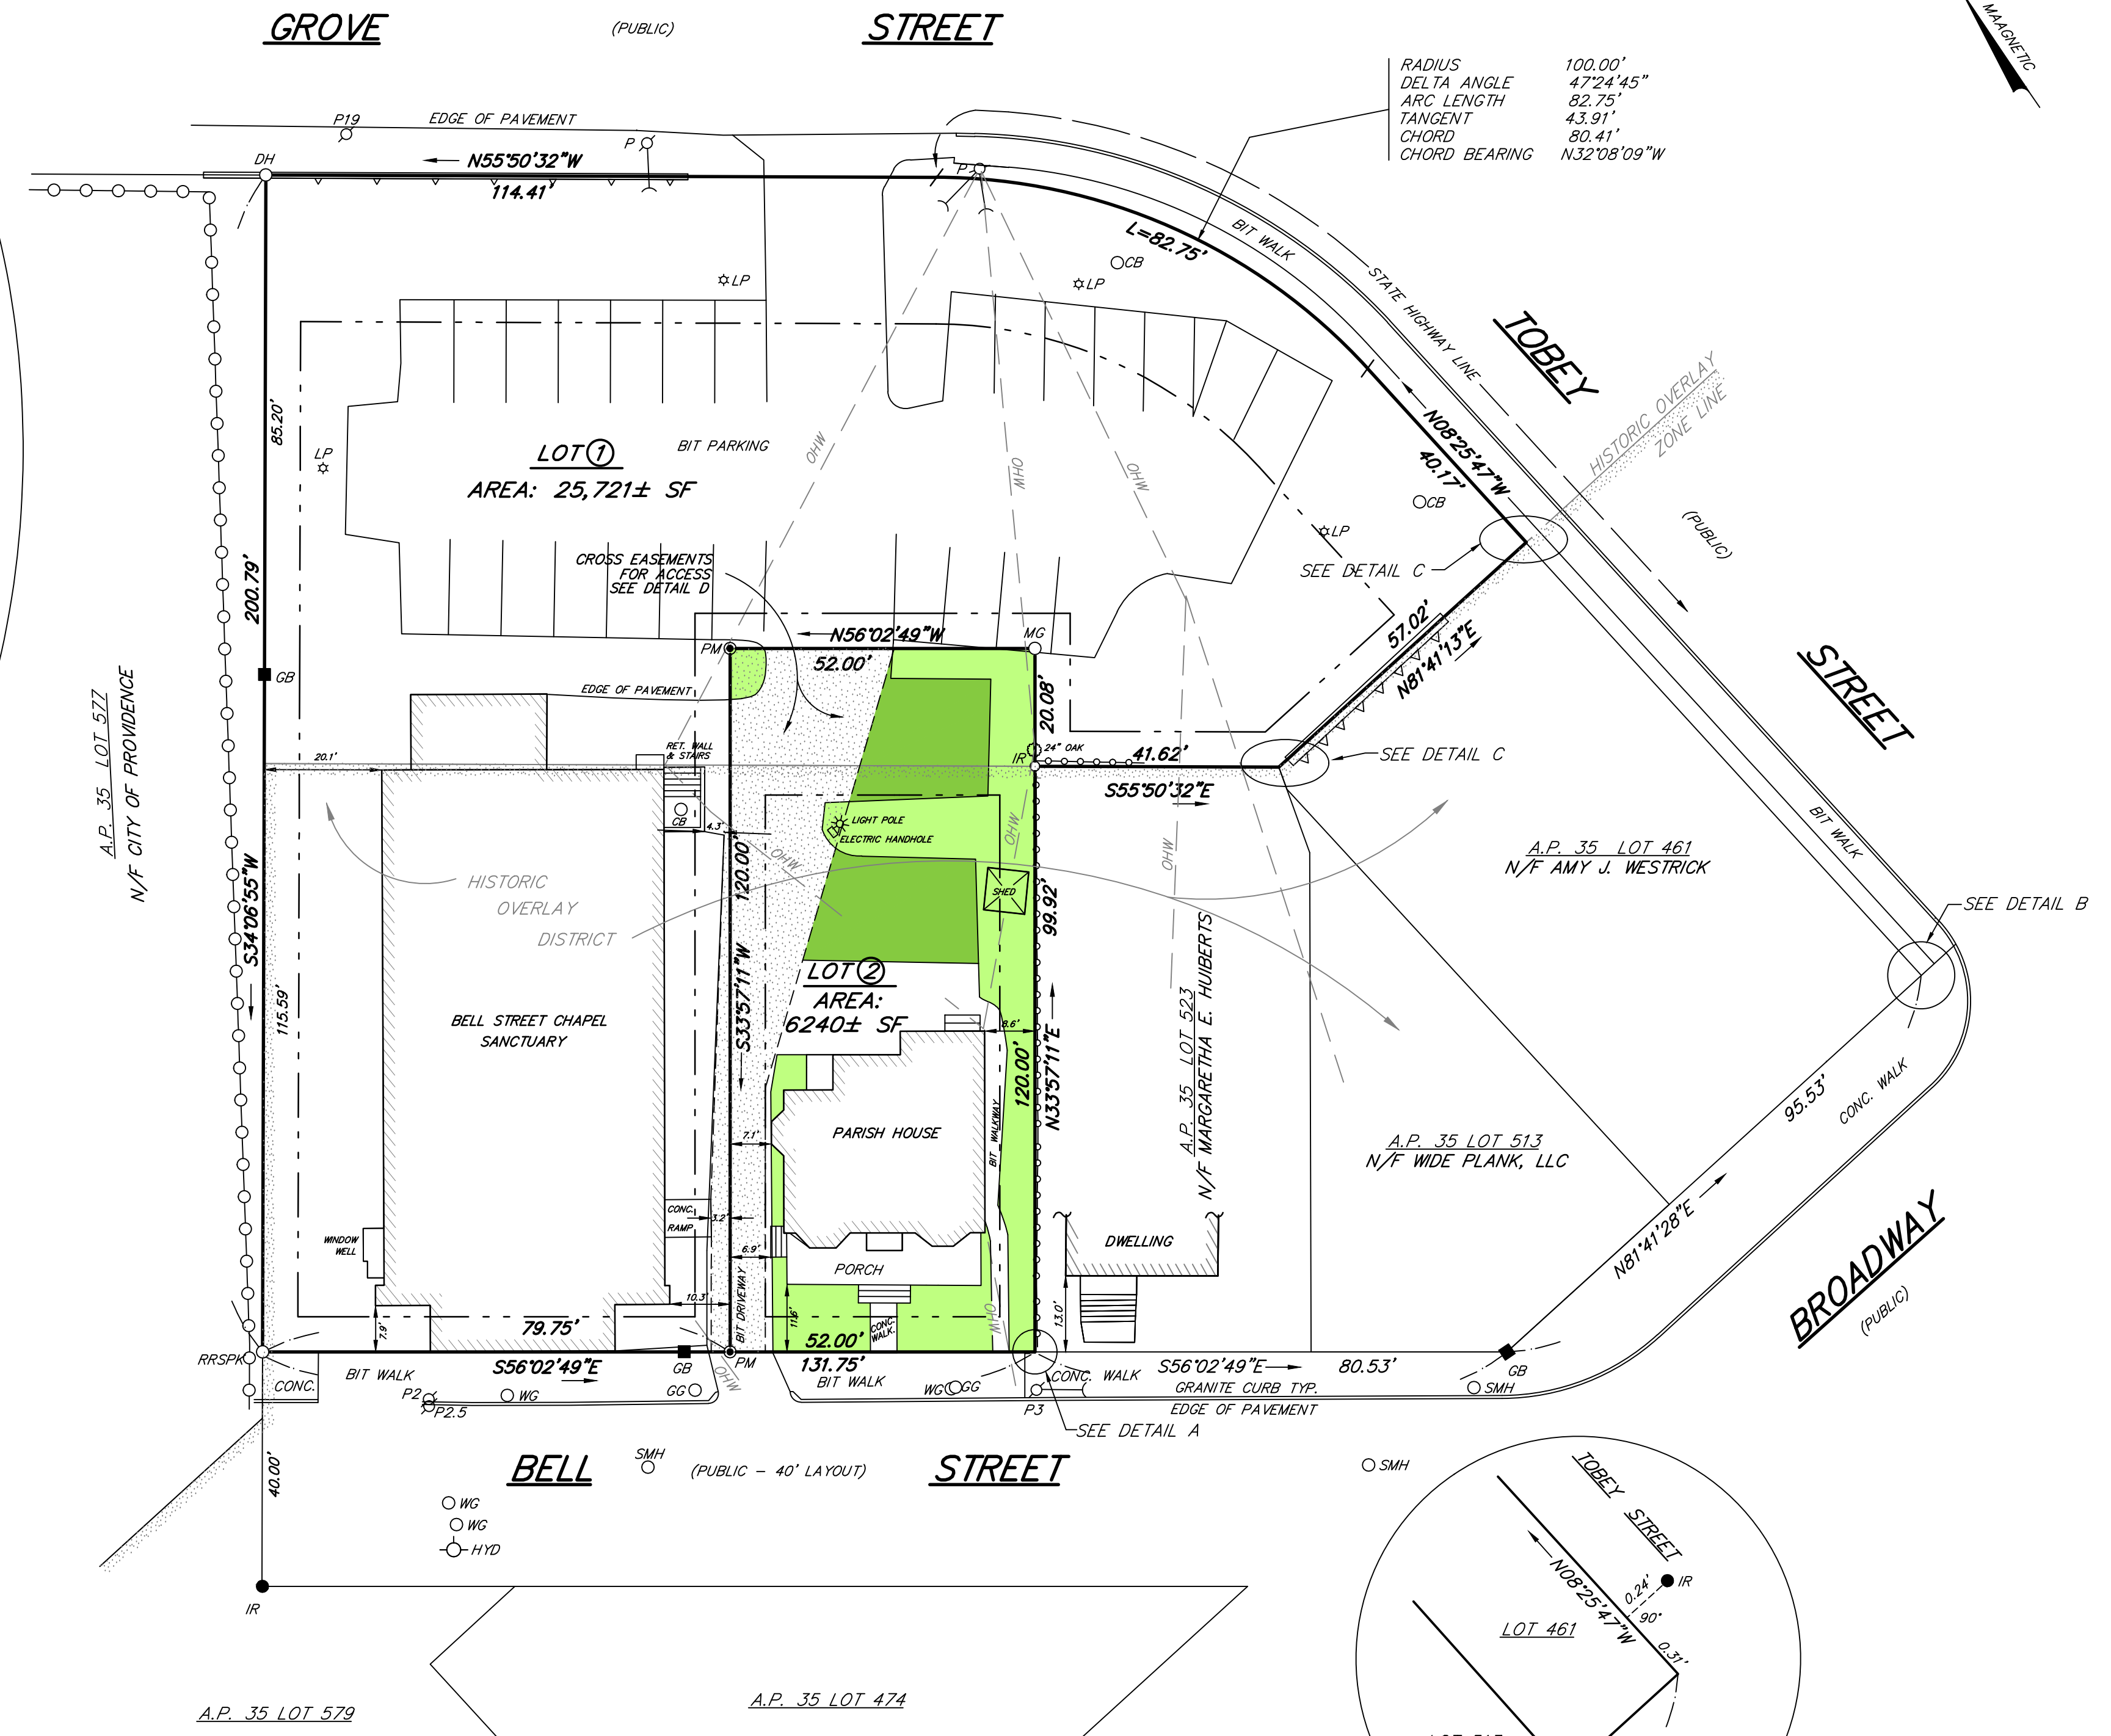 GROVE (PUBLIC) STREET
MAAGNETIC
RADIUS 100.00'
DELTA ANGLE 47°24'45"
ARC LENGTH 82.75'
TANGENT 43.91'
CHORD 80.41'
CHORD BEARING N32°08'09"W
P19
EDGE OF PAVEMENT
P
DH
N55°50'32"W
114.41'
P
BIT WALK
L=82.75'
CB
LP
LP
STATE HIGHWAY LINE
TOBEY
HISTORIC OVERLAY
ZONE LINE
85.20'
LP
LOT 1
BIT PARKING
AREA: 25,721± SF
OHW
OHW
OHW
N08°25'47"W
40.17'
CB
LP
(PUBLIC)
200.79'
CROSS EASEMENTS
FOR ACCESS
SEE DETAIL D
SEE DETAIL C
57.02'
N81°41'13"E
STREET
N56°02'49"W
MG
PM
52.00'
GB
EDGE OF PAVEMENT
20.08'
A.P. 35 LOT 577
N/F CITY OF PROVIDENCE
20.1'
RET. WALL
& STAIRS
24" OAK
IR
41.62'
SEE DETAIL C
S55°50'32"E
CB
4.3'
LIGHT POLE
ELECTRIC HANDHOLE
OHW
OHW
OHW
120.00'
BIT WALK
A.P. 35 LOT 461
N/F AMY J. WESTRICK
HISTORIC
OVERLAY
DISTRICT
SHED
99.92'
SEE DETAIL B
S34°06'55"W
S33°57'11"W
LOT 2
AREA:
6240± SF
115.59'
BELL STREET CHAPEL
SANCTUARY
8.6'
120.00'
N33°57'11"E
A.P. 35 LOT 523
N/F MARGARETHA E. HUIBERTS
PARISH HOUSE
7.1'
BIT WALKWAY
A.P. 35 LOT 513
N/F WIDE PLANK, LLC
95.53'
CONC. WALK
N81°41'28"E
BROADWAY
(PUBLIC)
WINDOW
WELL
CONC.
RAMP
3.2'
6.9'
DWELLING
PORCH
10.3'
BIT DRIVEWAY
11.6'
CONC.
WALK.
OHW
13.0'
7.9'
79.75'
52.00'
RRSPK
S56°02'49"E
GB
PM
131.75'
S56°02'49"E
80.53'
GB
CONC.
BIT WALK
OHW
BIT WALK
CONC. WALK
P2
P2.5
WG
GG
WG
GG
P3
GRANITE CURB TYP.
EDGE OF PAVEMENT
SMH
SEE DETAIL A
40.00'
BELL
SMH
(PUBLIC – 40' LAYOUT)
STREET
SMH
WG
WG
HYD
IR
TOBEY STREET
N08°25'47"W
0.24'
IR
90°
0.31'
LOT 461
A.P. 35 LOT 579
A.P. 35 LOT 474